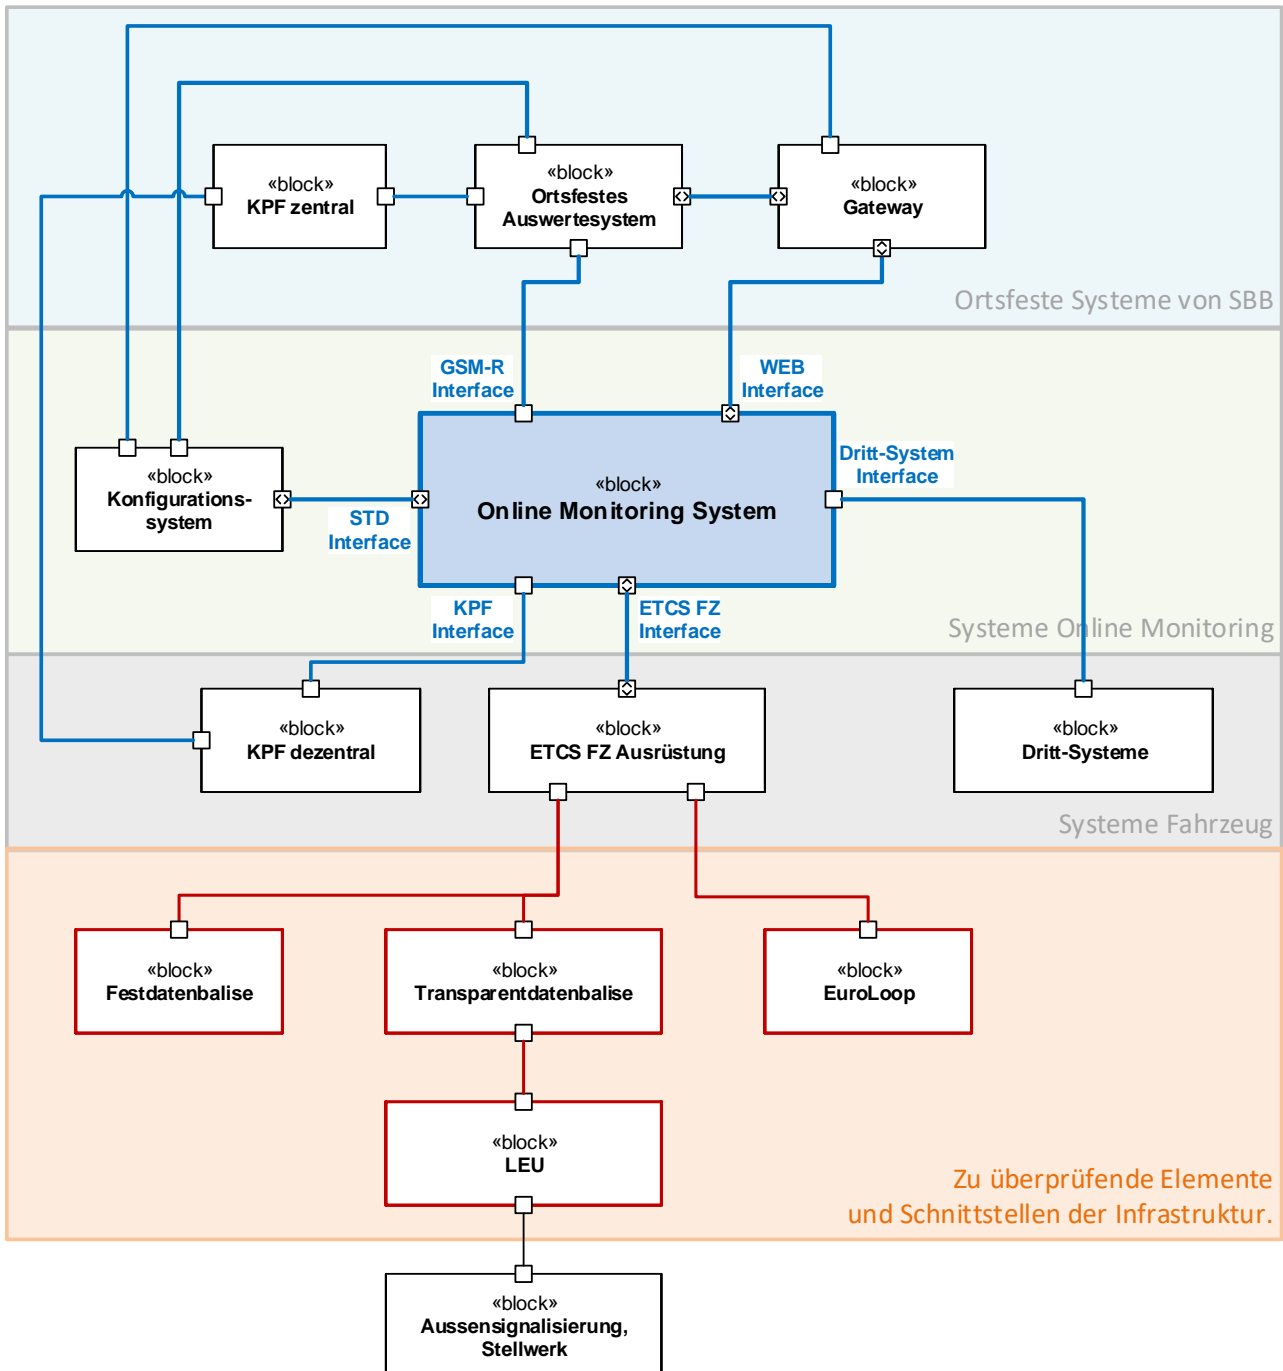 «block»
KPF zentral
«block»
Ortsfestes
Auswertesystem
«block»
Gateway
Ortsfeste Systeme von SBB
GSM-R
Interface
WEB
Interface
«block»
Konfigurations-
system
STD
Interface
«block»
Online Monitoring System
Dritt-System
Interface
KPF
Interface
ETCS FZ
Interface
Systeme Online Monitoring
«block»
KPF dezentral
«block»
ETCS FZ Ausrüstung
«block»
Dritt-Systeme
Systeme Fahrzeug
«block»
Festdatenbalise
«block»
Transparentdatenbalise
«block»
EuroLoop
«block»
LEU
Zu überprüfende Elemente
und Schnittstellen der Infrastruktur.
«block»
Aussensignalisierung,
Stellwerk